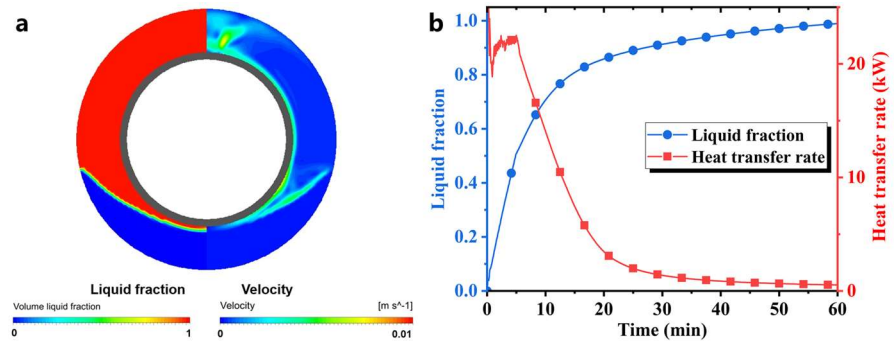 a
Liquid fraction Velocity
Volume liquid fraction
0 1
Velocity [m s^-1]
0 0.01
b
Liquid fraction
1.0
0.8
0.6
0.4
0.2
0.0
Liquid fraction
Heat transfer rate
Heat transfer rate (kW)
20
10
0
0 10 20 30 40 50 60
Time (min)